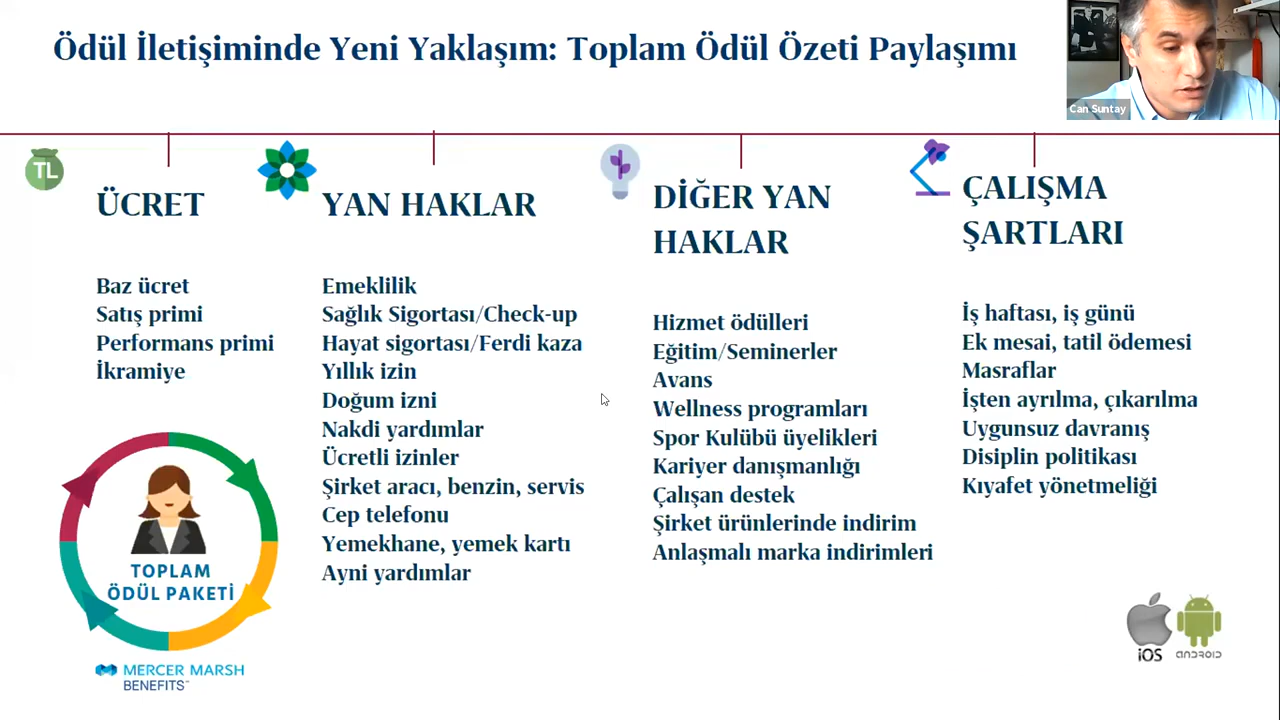 Ödül İletişiminde Yeni Yaklaşım: Toplam Ödül Özeti Paylaşımı
Can Suntay
TL
ÜCRET
Baz ücret
Satış primi
Performans primi
İkramiye
YAN HAKLAR
Emeklilik
Sağlık Sigortası/Check-up
Hayat sigortası/Ferdi kaza
Yıllık izin
Doğum izni
Nakdi yardımlar
Ücretli izinler
Şirket aracı, benzin, servis
Cep telefonu
Yemekhane, yemek kartı
Ayni yardımlar
DİĞER YAN
HAKLAR
Hizmet ödülleri
Eğitim/Seminerler
Avans
Wellness programları
Spor Kulübü üyelikleri
Kariyer danışmanlığı
Çalışan destek
Şirket ürünlerinde indirim
Anlaşmalı marka indirimleri
ÇALIŞMA
ŞARTLARI
İş haftası, iş günü
Ek mesai, tatil ödemesi
Masraflar
İşten ayrılma, çıkarılma
Uygunsuz davranış
Disiplin politikası
Kıyafet yönetmeliği
TOPLAM
ÖDÜL PAKETİ
MERCER MARSH
BENEFITS™
iOS
ANDROID